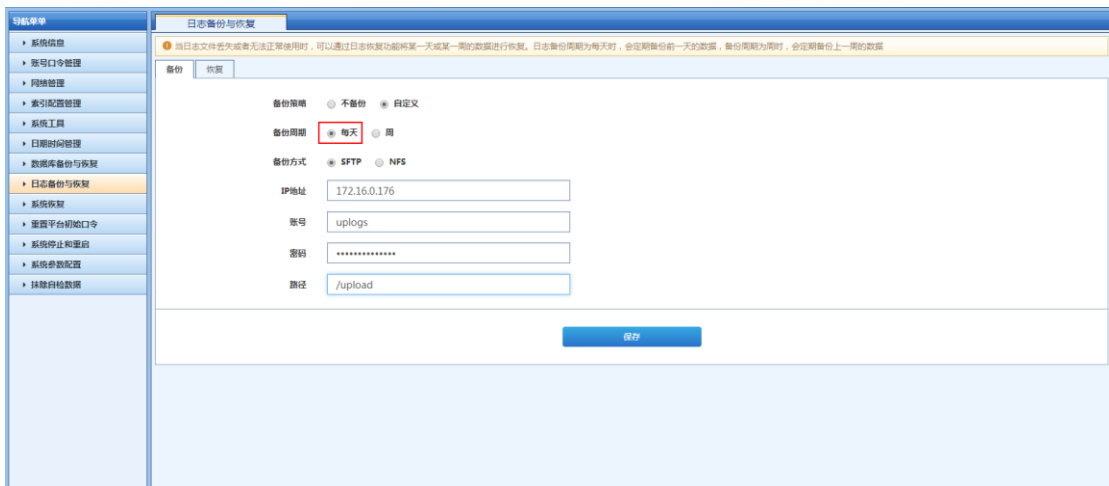 导航菜单
系统信息
账号口令管理
网络管理
索引配置管理
系统工具
日期时间管理
数据库备份与恢复
日志备份与恢复
系统恢复
重置平台初始口令
系统停止和重启
系统参数配置
抹除自检数据
日志备份与恢复
当日志文件丢失或者无法正常使用时，可以通过日志恢复功能将某一天或某一周的数据进行恢复。日志备份周期为每天时，会定期备份前一天的数据，备份周期为周时，会定期备份上一周的数据
备份 恢复
备份策略 不备份 自定义
备份周期 每天 周
备份方式 SFTP NFS
IP地址 172.16.0.176
账号 uplogs
密码 ••••••••••••••
路径 /upload
保存